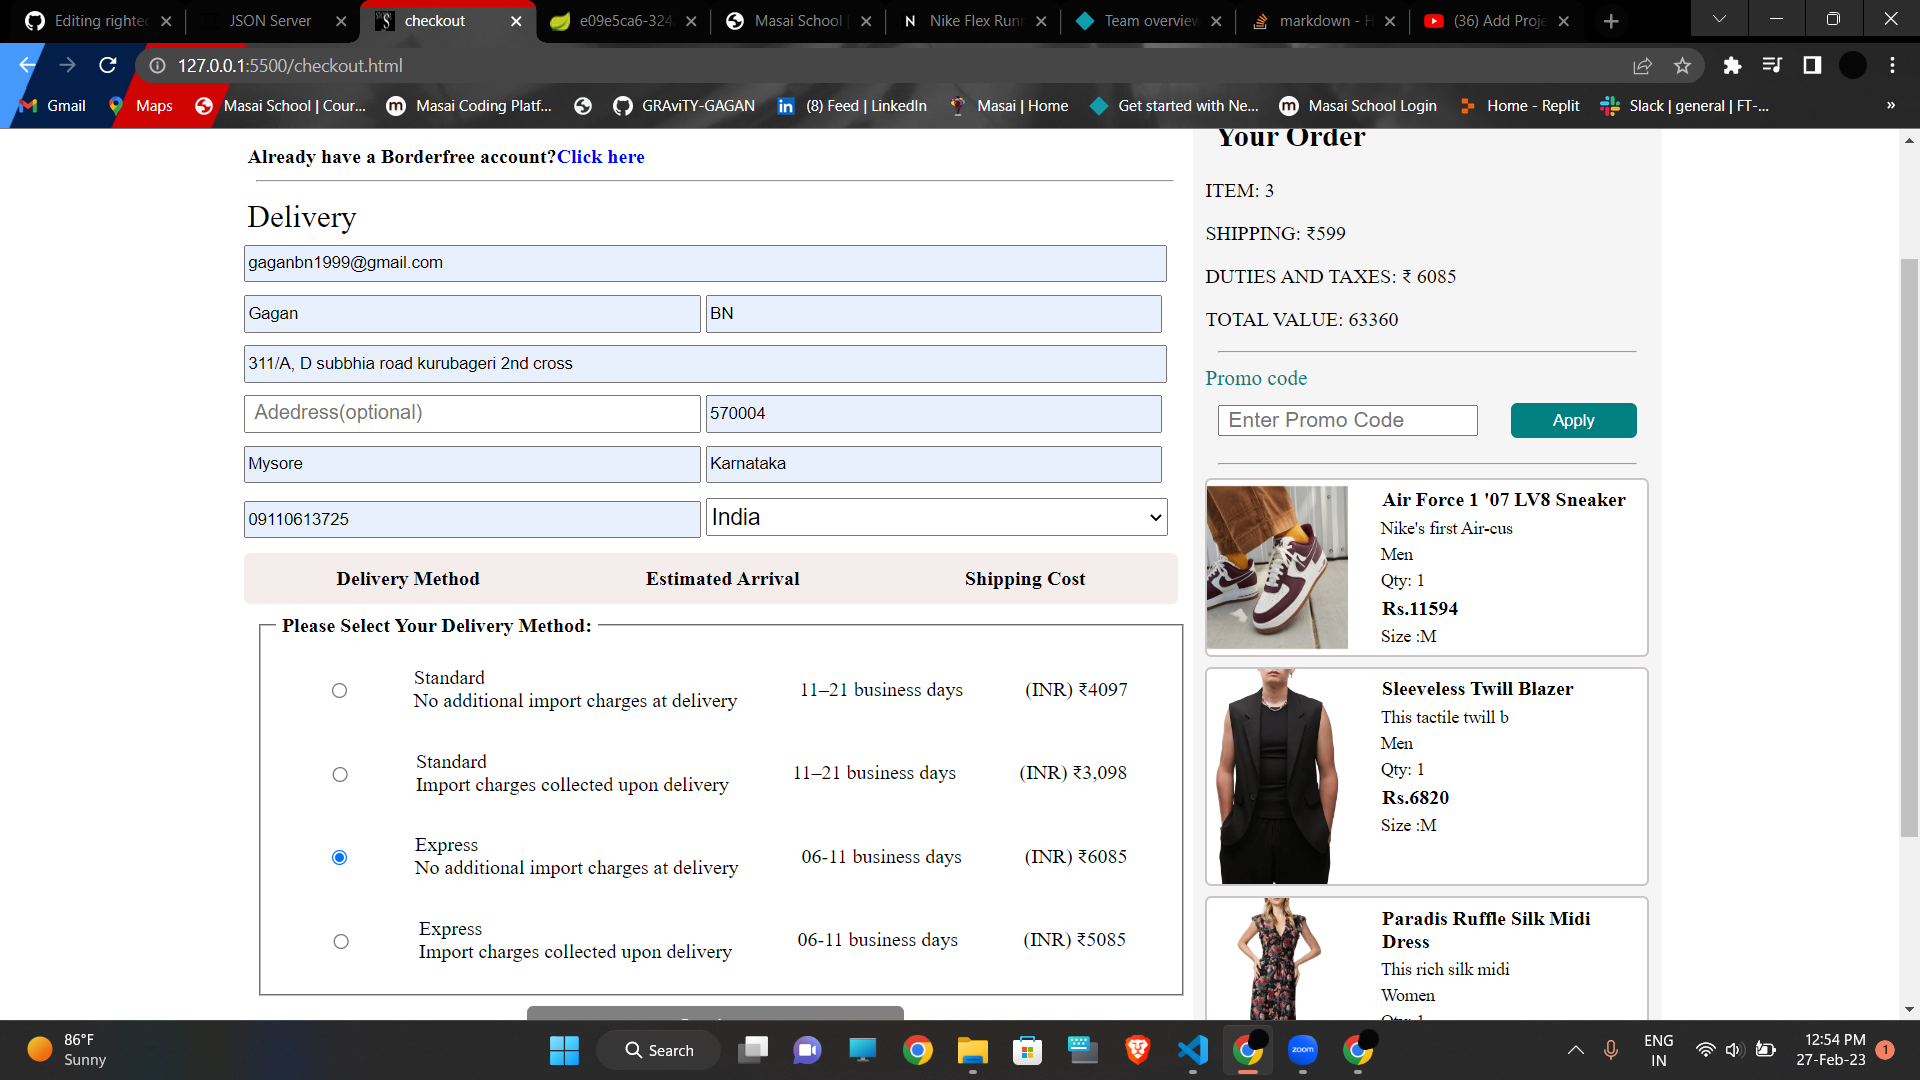 Editing righted
JSON Server
checkout
e09e5ca6-324
Masai School |
Nike Flex Runn
Team overview
markdown - H
(36) Add Proje
127.0.0.1:5500/checkout.html
Gmail
Maps
Masai School | Cour...
Masai Coding Platf...
GRAviTY-GAGAN
(8) Feed | LinkedIn
Masai | Home
Get started with Ne...
Masai School Login
Home - Replit
Slack | general | FT-...
»
Already have a Borderfree account?Click here
Delivery
gaganbn1999@gmail.com
Gagan
BN
311/A, D subbhia road kurubageri 2nd cross
Adedress(optional)
570004
Mysore
Karnataka
09110613725
India
Delivery Method
Estimated Arrival
Shipping Cost
Please Select Your Delivery Method:
Standard
No additional import charges at delivery
11–21 business days
(INR) ₹4097
Standard
Import charges collected upon delivery
11–21 business days
(INR) ₹3,098
Express
No additional import charges at delivery
06-11 business days
(INR) ₹6085
Express
Import charges collected upon delivery
06-11 business days
(INR) ₹5085
Your Order
ITEM: 3
SHIPPING: ₹599
DUTIES AND TAXES: ₹ 6085
TOTAL VALUE: 63360
Promo code
Enter Promo Code
Apply
Air Force 1 '07 LV8 Sneaker
Nike's first Air-cus
Men
Qty: 1
Rs.11594
Size :M
Sleeveless Twill Blazer
This tactile twill b
Men
Qty: 1
Rs.6820
Size :M
Paradis Ruffle Silk Midi
Dress
This rich silk midi
Women
Qty: 1
86°F
Sunny
Search
zoom
ENG
IN
12:54 PM
27-Feb-23
1